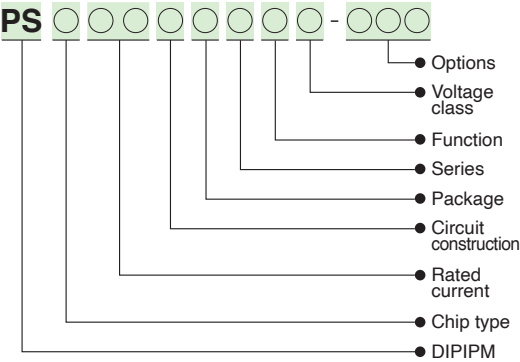 PS ○ ○○ ○ ○ ○ ○ ○ - ○○○
Options
Voltage
class
Function
Series
Package
Circuit
construction
Rated
current
Chip type
DIPIPM